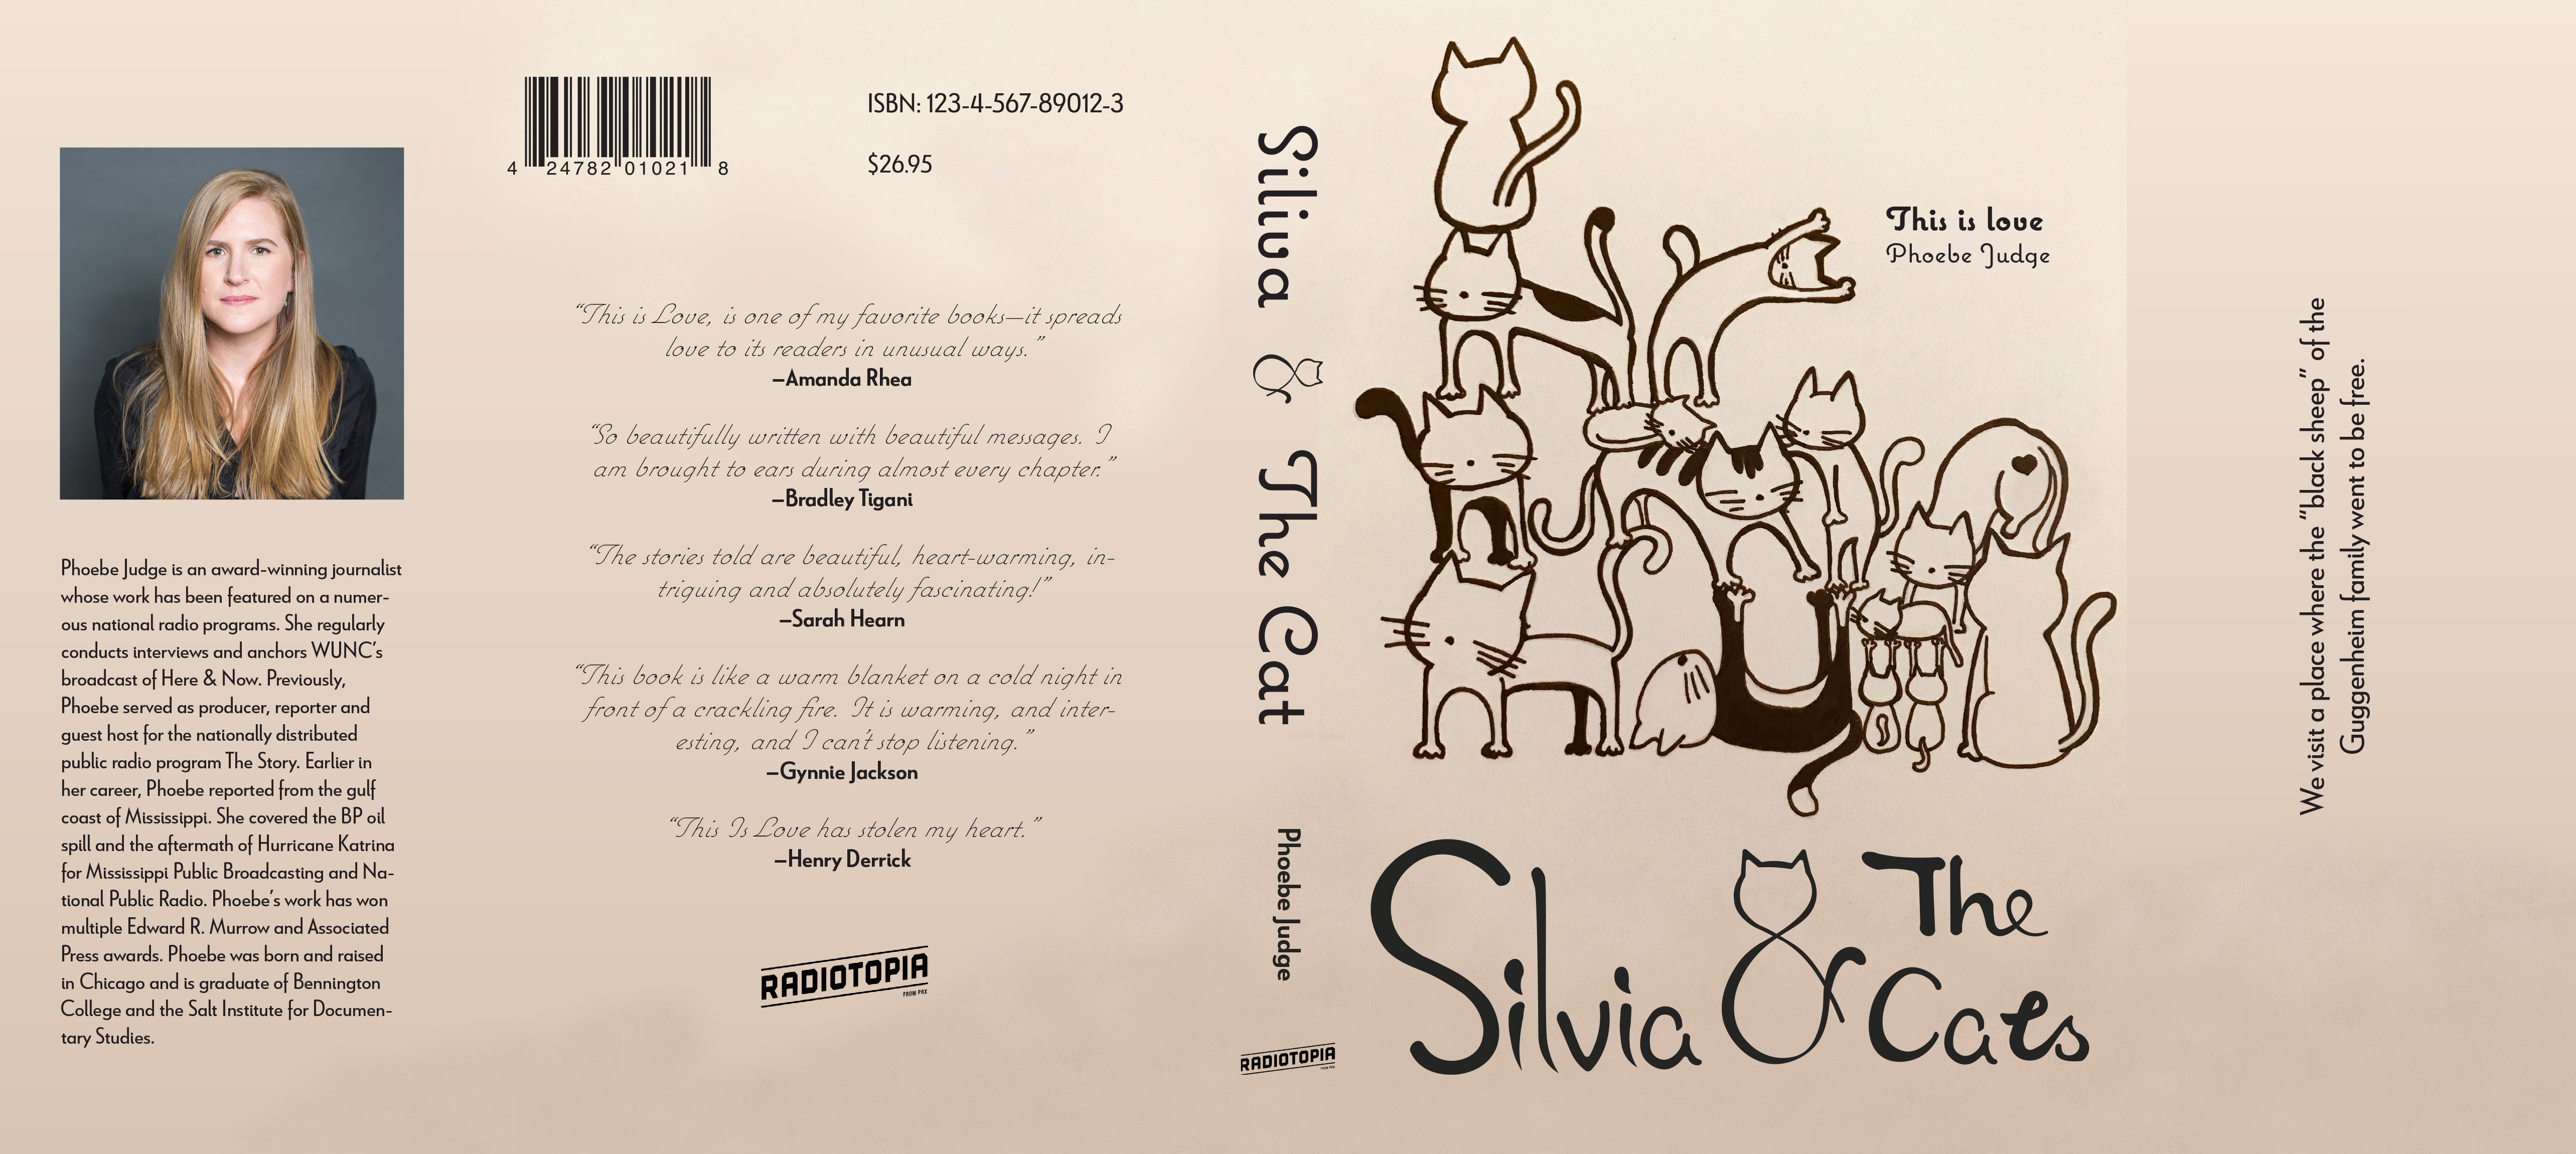 Phoebe Judge is an award-winning journalist
whose work has been featured on a numer-
ous national radio programs. She regularly
conducts interviews and anchors WUNC's
broadcast of Here & Now. Previously,
Phoebe served as producer, reporter and
guest host for the nationally distributed
public radio program The Story. Earlier in
her career, Phoebe reported from the gulf
coast of Mississippi. She covered the BP oil
spill and the aftermath of Hurricane Katrina
for Mississippi Public Broadcasting and Na-
tional Public Radio. Phoebe's work has won
multiple Edward R. Murrow and Associated
Press awards. Phoebe was born and raised
in Chicago and is graduate of Bennington
College and the Salt Institute for Documen-
tary Studies.
4 24782 01021 8
ISBN: 123-4-567-89012-3
$26.95
“This is Love, is one of my favorite books—it spreads
love to its readers in unusual ways.”
—Amanda Rhea
“So beautifully written with beautiful messages. I
am brought to ears during almost every chapter.”
—Bradley Tigani
“The stories told are beautiful, heart-warming, in-
triguing and absolutely fascinating!”
—Sarah Hearn
“This book is like a warm blanket on a cold night in
front of a crackling fire. It is warming, and inter-
esting, and I can't stop listening.”
—Gynnie Jackson
“This Is Love has stolen my heart.”
—Henry Derrick
RADIOTOPIA
FROM PRX
Siliva & The Cat
Phoebe Judge
RADIOTOPIA
FROM PRX
This is love
Phoebe Judge
Silvia & The
Cats
We visit a place where the “black sheep” of the
Guggenheim family went to be free.